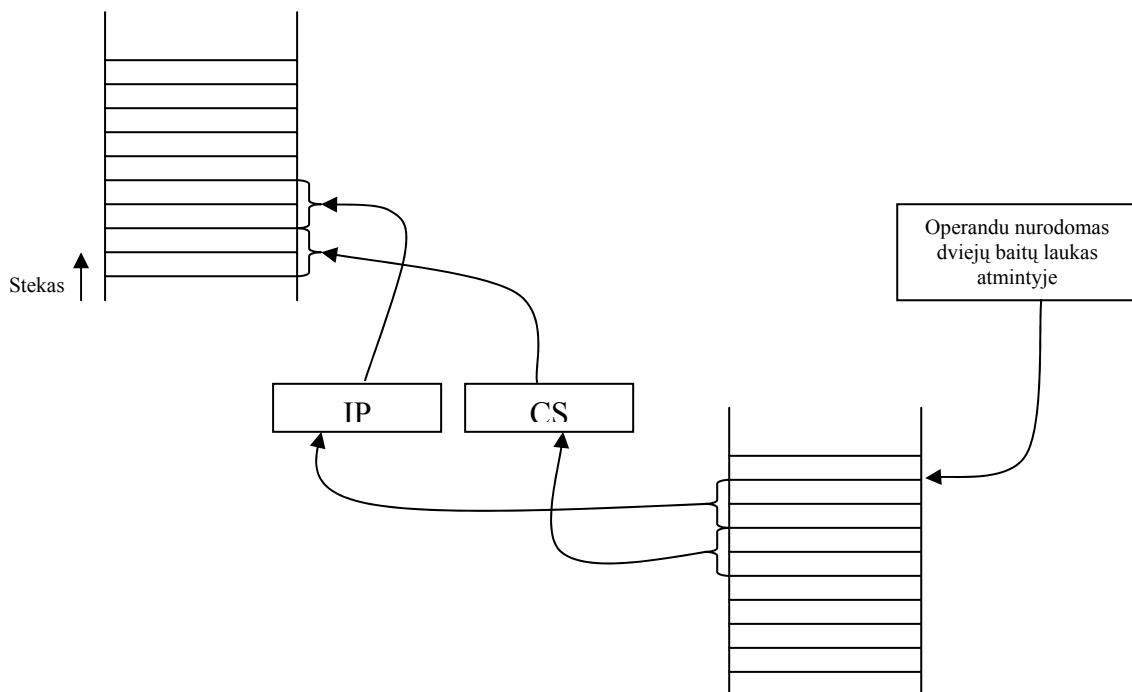 Operandu nurodomas
dviejų baitų laukas
atmintyje
Stekas
IP
CS